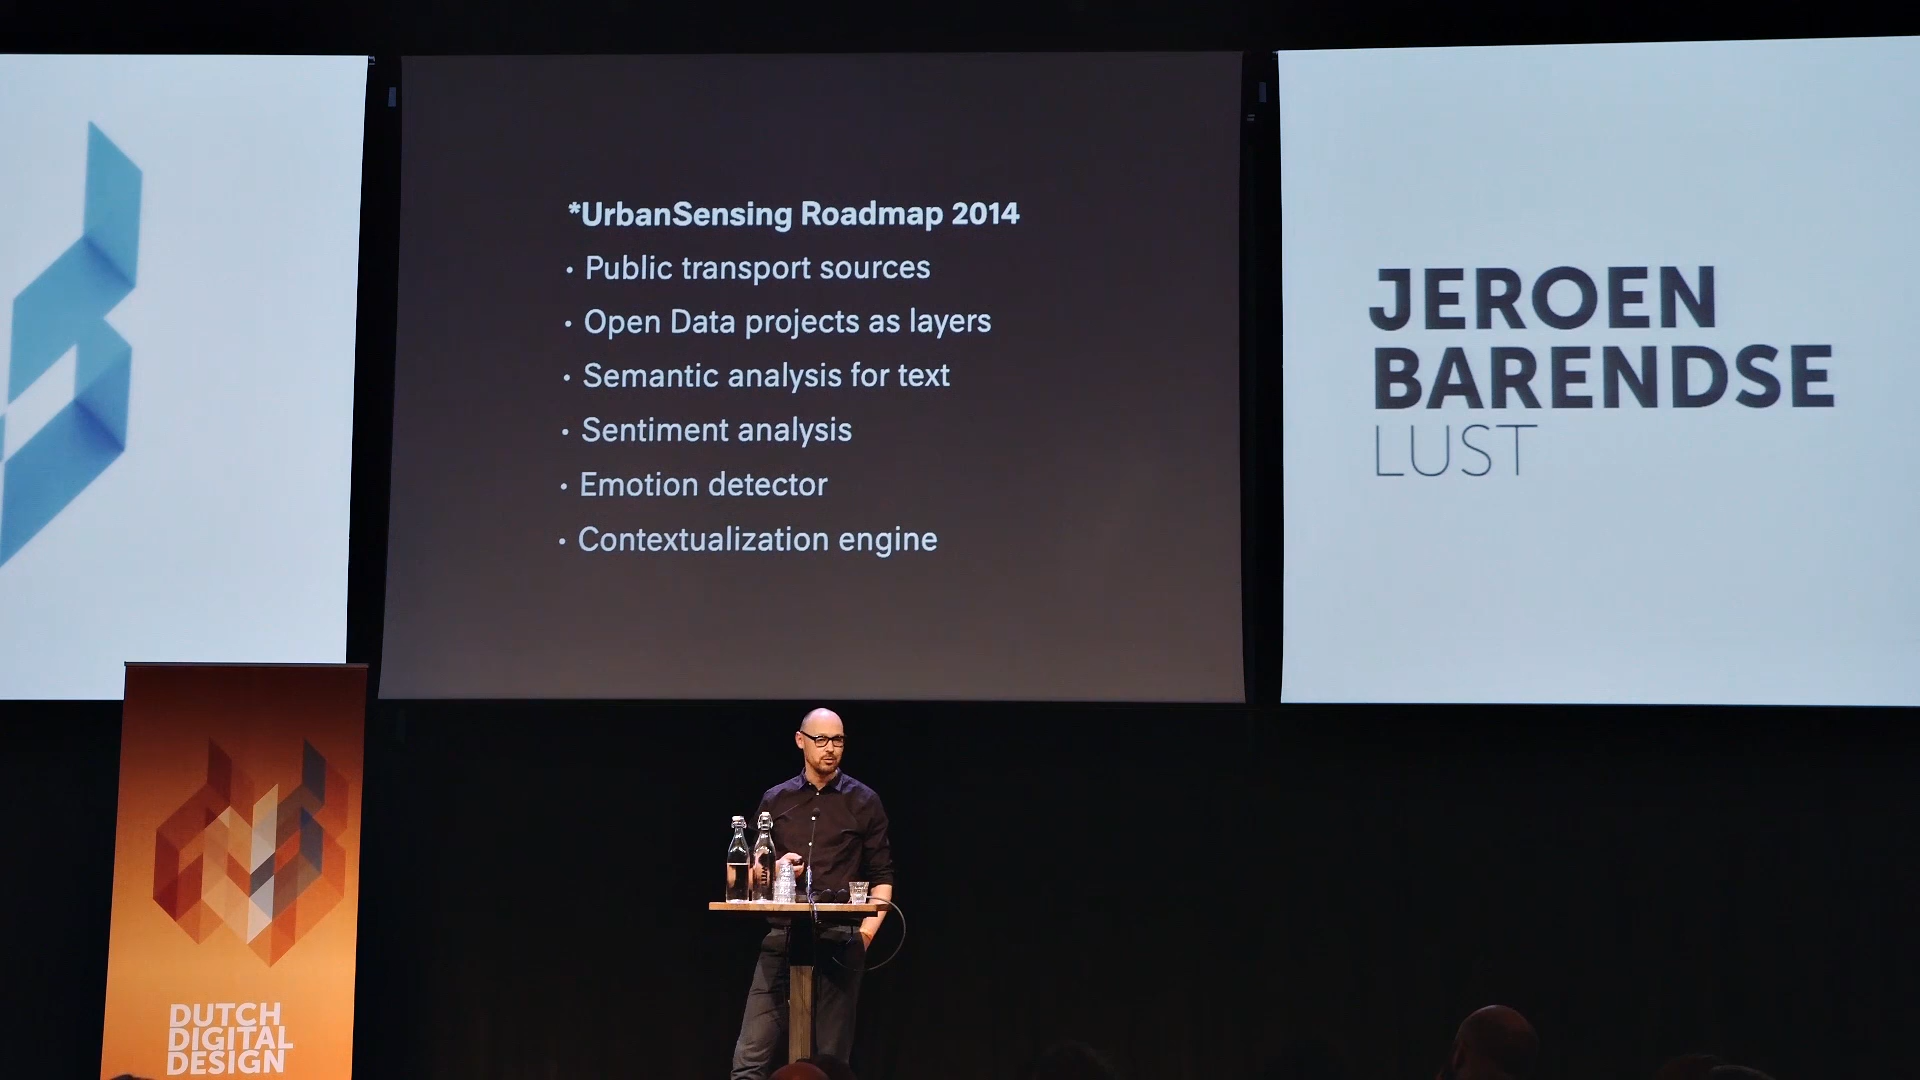 *UrbanSensing Roadmap 2014
• Public transport sources
• Open Data projects as layers
• Semantic analysis for text
• Sentiment analysis
• Emotion detector
• Contextualization engine
JEROEN
BARENDSE
LUST
DUTCH
DIGITAL
DESIGN